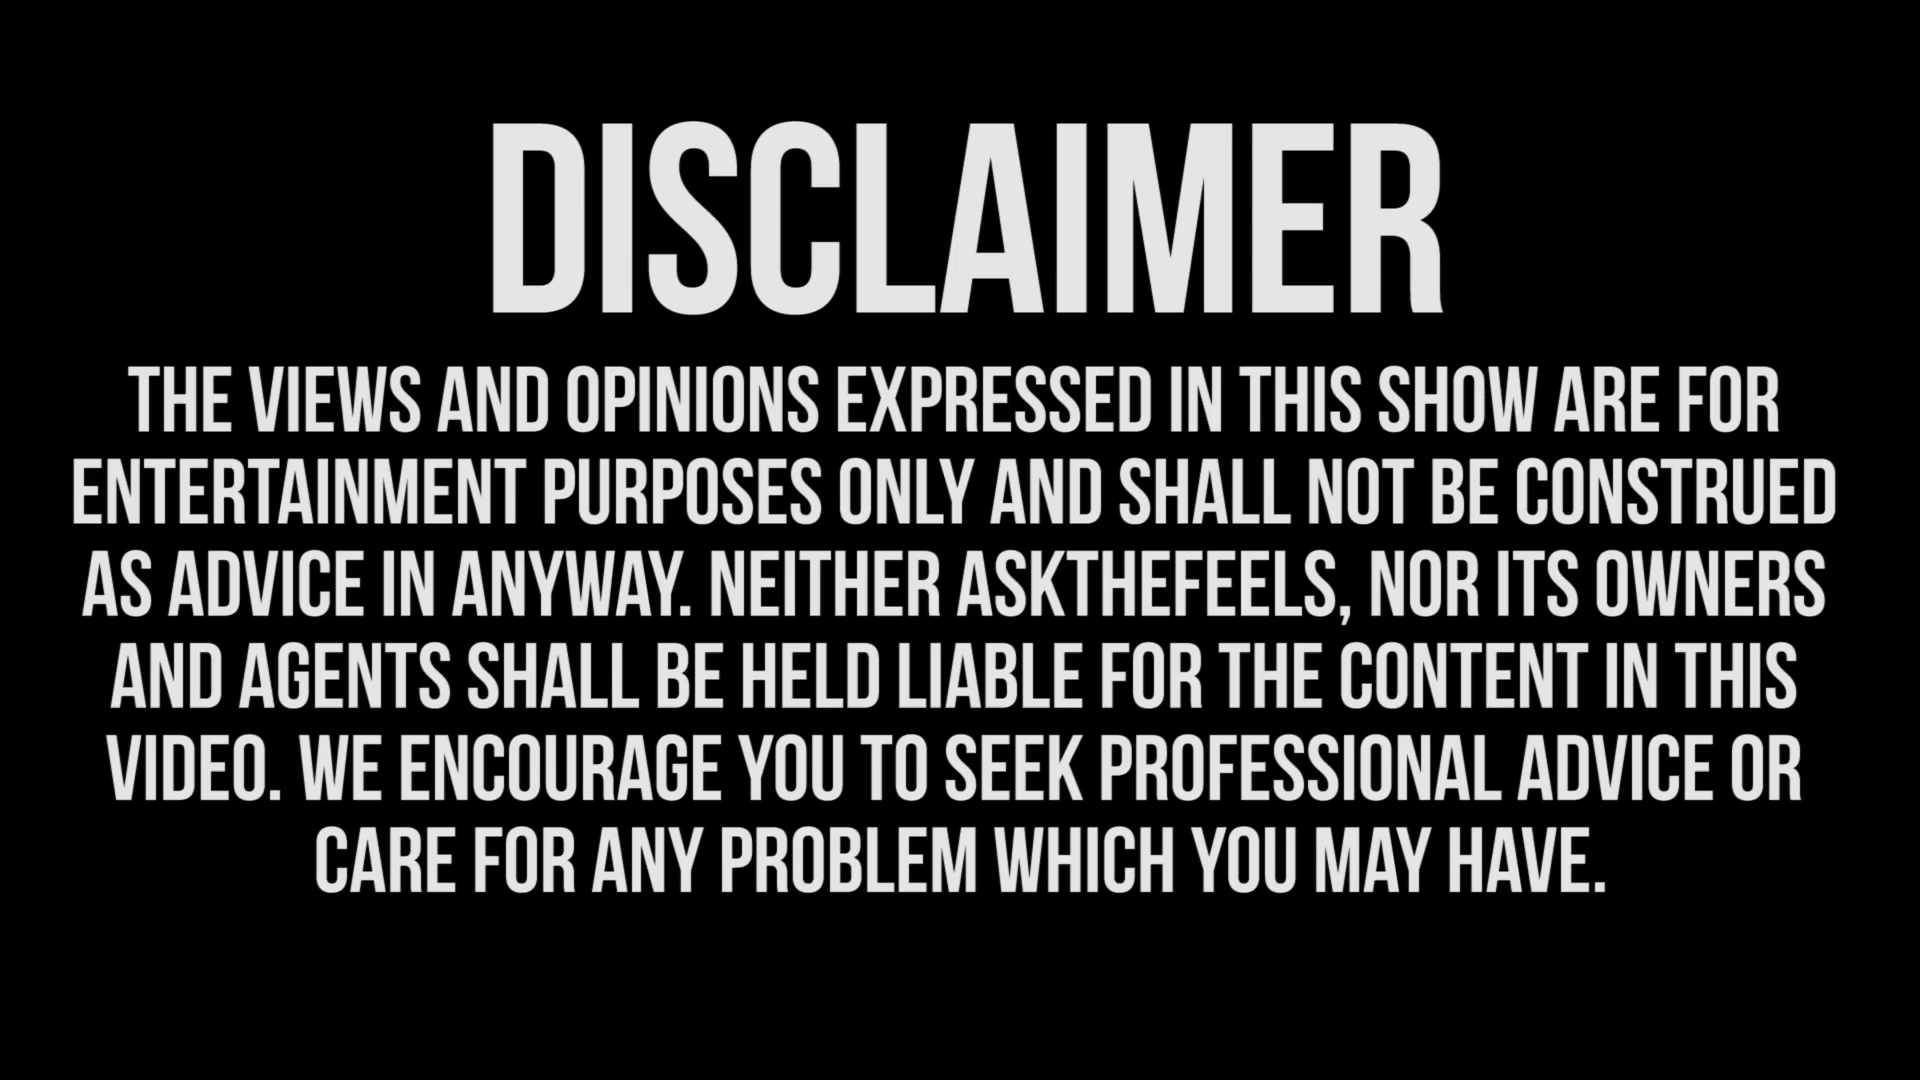 DISCLAIMER
THE VIEWS AND OPINIONS EXPRESSED IN THIS SHOW ARE FOR
ENTERTAINMENT PURPOSES ONLY AND SHALL NOT BE CONSTRUED
AS ADVICE IN ANYWAY. NEITHER ASKTHEFEELS, NOR ITS OWNERS
AND AGENTS SHALL BE HELD LIABLE FOR THE CONTENT IN THIS
VIDEO. WE ENCOURAGE YOU TO SEEK PROFESSIONAL ADVICE OR
CARE FOR ANY PROBLEM WHICH YOU MAY HAVE.